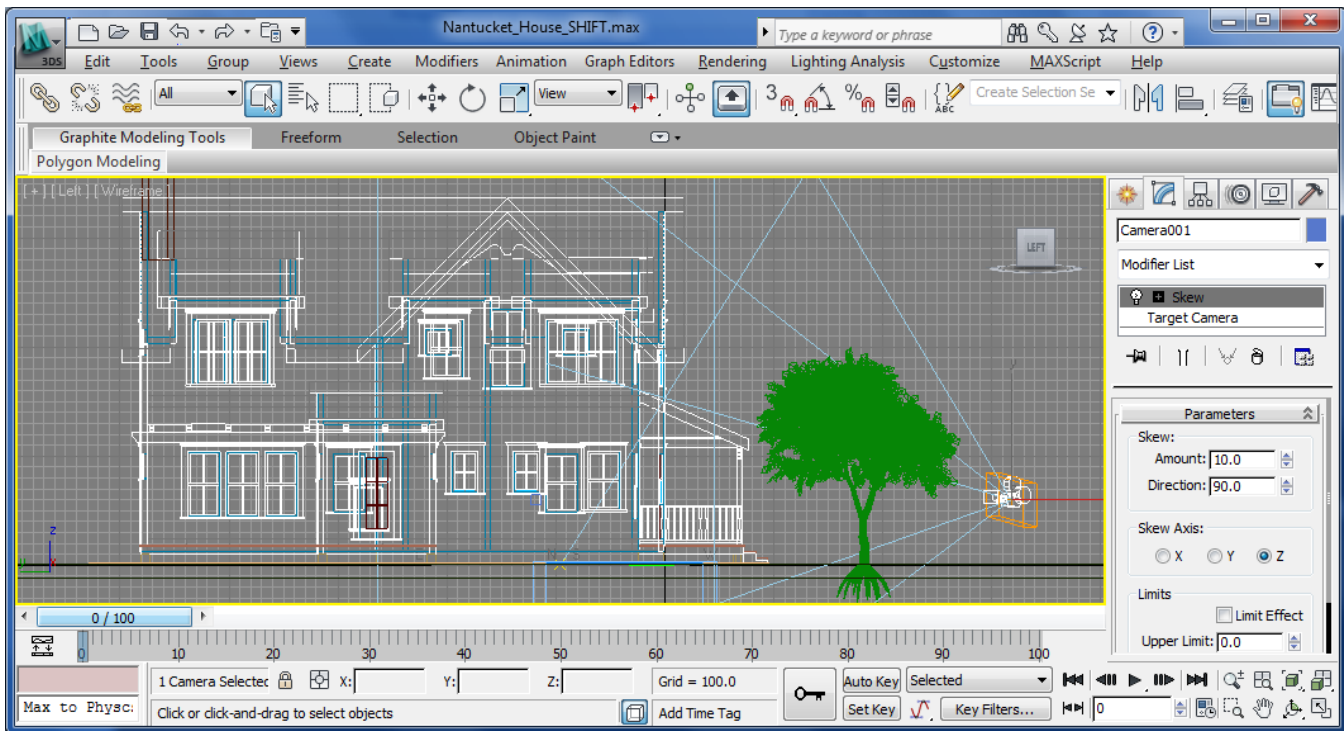 Nantucket_House_SHIFT.max
Type a keyword or phrase
3DS Edit Tools Group Views Create Modifiers Animation Graph Editors Rendering Lighting Analysis Customize MAXScript Help
All View 3 % ABC Create Selection Se
Graphite Modeling Tools Freeform Selection Object Paint
Polygon Modeling
[ + ] [ Left ] [ Wireframe ]
LEFT
Camera001
Modifier List
Skew
Target Camera
Parameters
Skew:
Amount: 10.0
Direction: 90.0
Skew Axis:
X Y Z
Limits
Limit Effect
Upper Limit: 0.0
z
0 / 100
0 10 20 30 40 50 60 70 80 90 100
1 Camera Selectec X: Y: Z: Grid = 100.0 Auto Key Selected
Max to Physc: Click or click-and-drag to select objects Add Time Tag Set Key Key Filters... 0